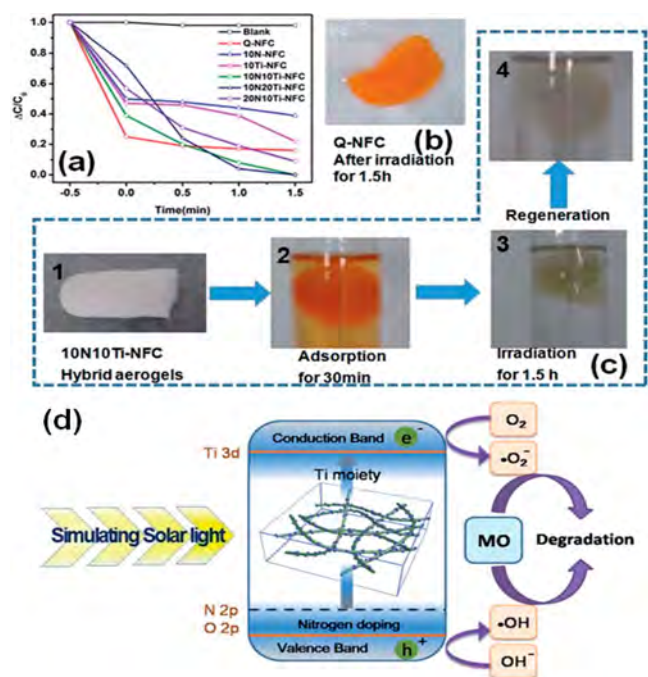 (a)
ΔC/C₀
1.0
0.8
0.6
0.4
0.2
0.0
-0.5 0.0 0.5 1.0 1.5
Time(min)
Blank
Q-NFC
10N-NFC
10Ti-NFC
10N10Ti-NFC
10N20Ti-NFC
20N10Ti-NFC
(b)
Q-NFC
After irradiation
for 1.5h
1
10N10Ti-NFC
Hybrid aerogels
2
Adsorption
for 30min
3
Irradiation
for 1.5 h
4
Regeneration
(c)
(d)
Simulating Solar light
Ti 3d
Conduction Band e⁻
Ti moiety
N 2p
O 2p
Nitrogen doping
Valence Band h⁺
O₂
•O₂⁻
MO
Degradation
•OH
OH⁻